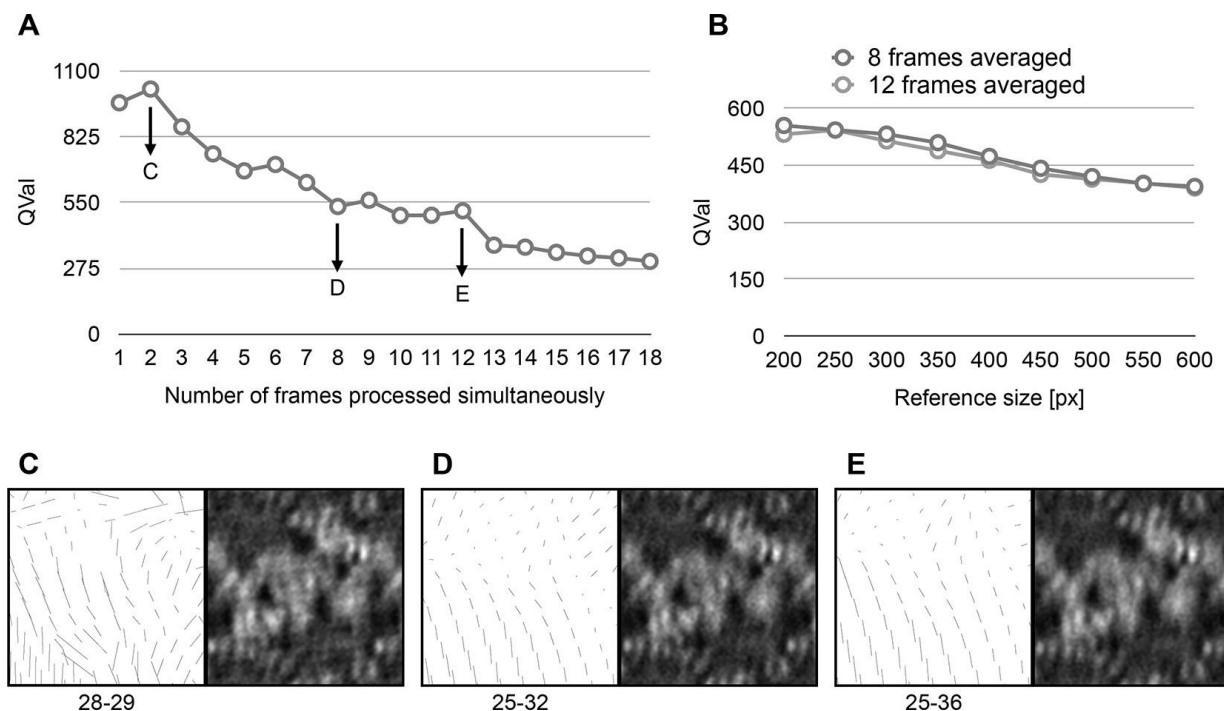 A
1100
825
550
275
0
QVal
C
D
E
1 2 3 4 5 6 7 8 9 10 11 12 13 14 15 16 17 18
Number of frames processed simultaneously
B
8 frames averaged
12 frames averaged
600
450
300
150
0
QVal
200 250 300 350 400 450 500 550 600
Reference size [px]
C
28-29
D
25-32
E
25-36